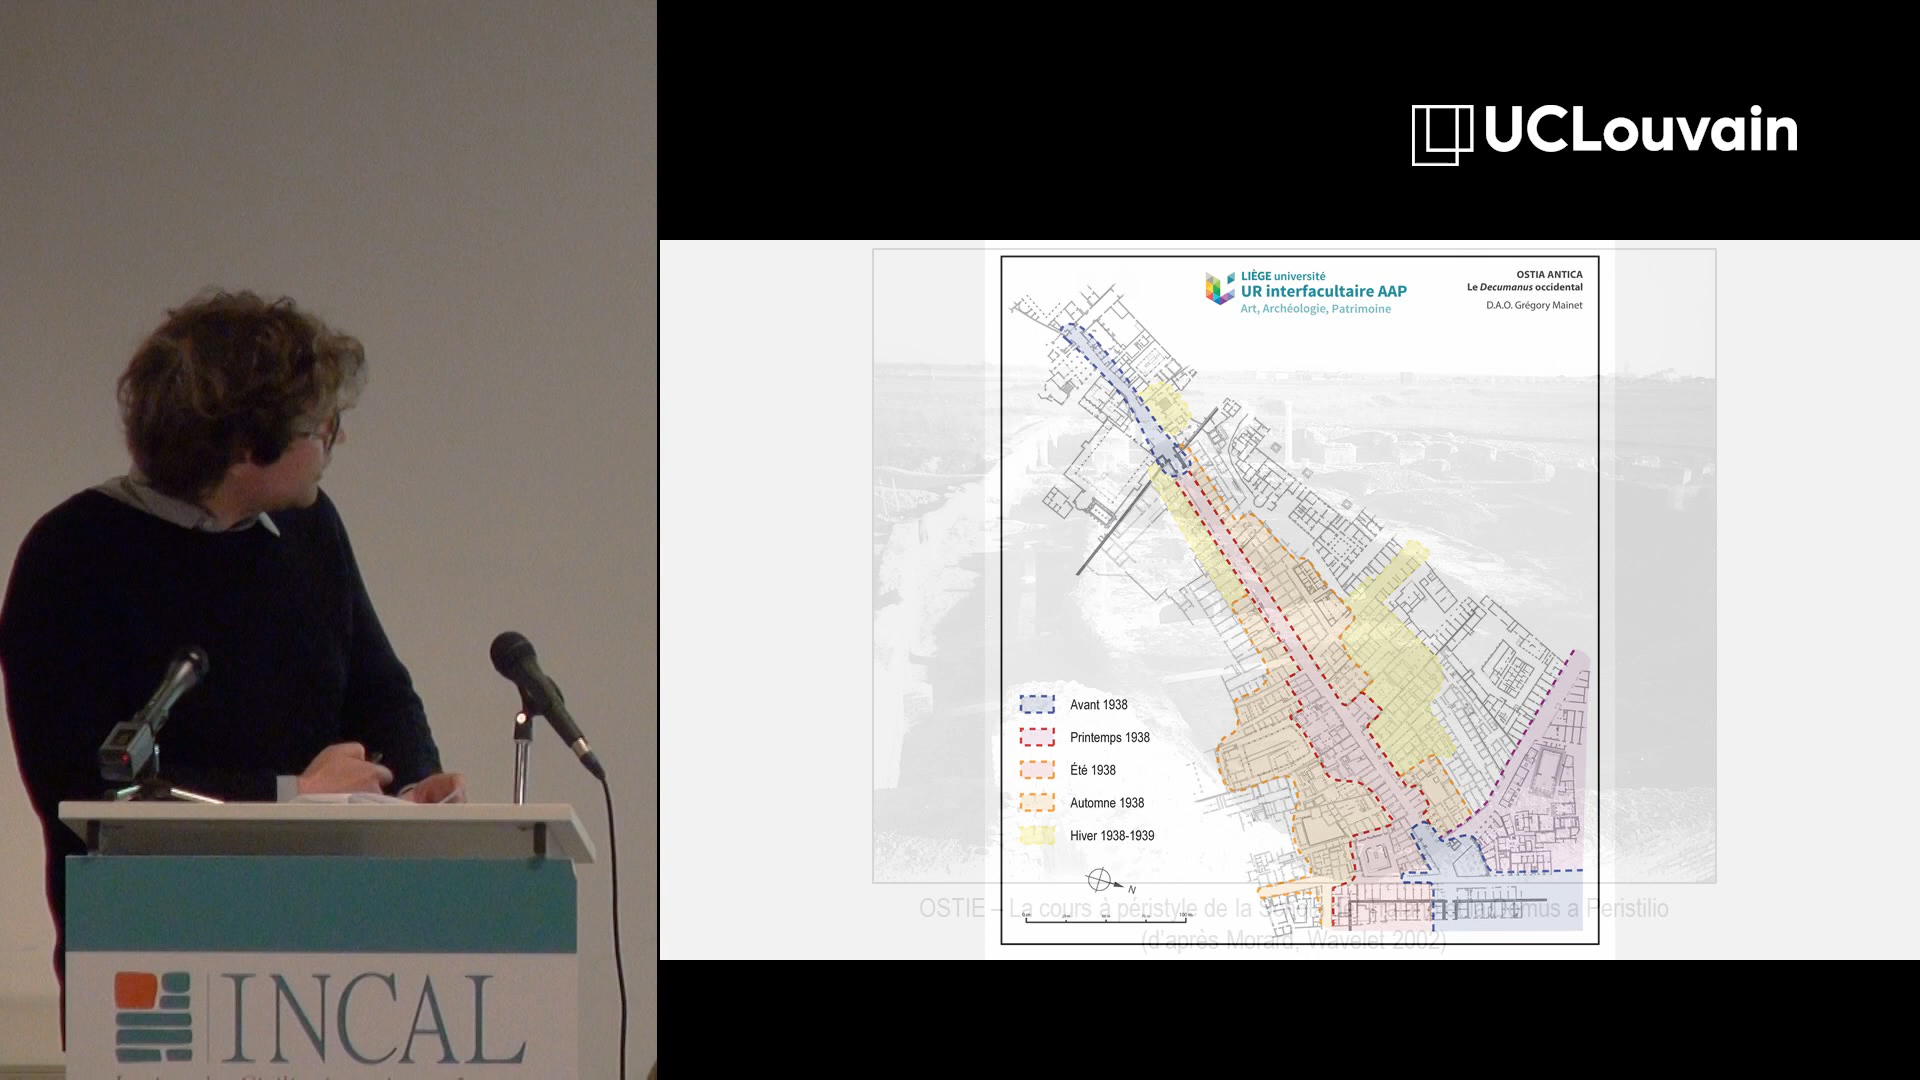 UCLouvain
LIÈGE université
UR interfacultaire AAP
Art, Archéologie, Patrimoine
OSTIA ANTICA
Le Decumanus occidental
D.A.O. Grégory Mainet
Avant 1938
Printemps 1938
Été 1938
Automne 1938
Hiver 1938-1939
N
100 m
OSTIE – La cours à péristyle de la Domus a Peristilio
(d'après Morard, Wavelet 2002)
INCAL